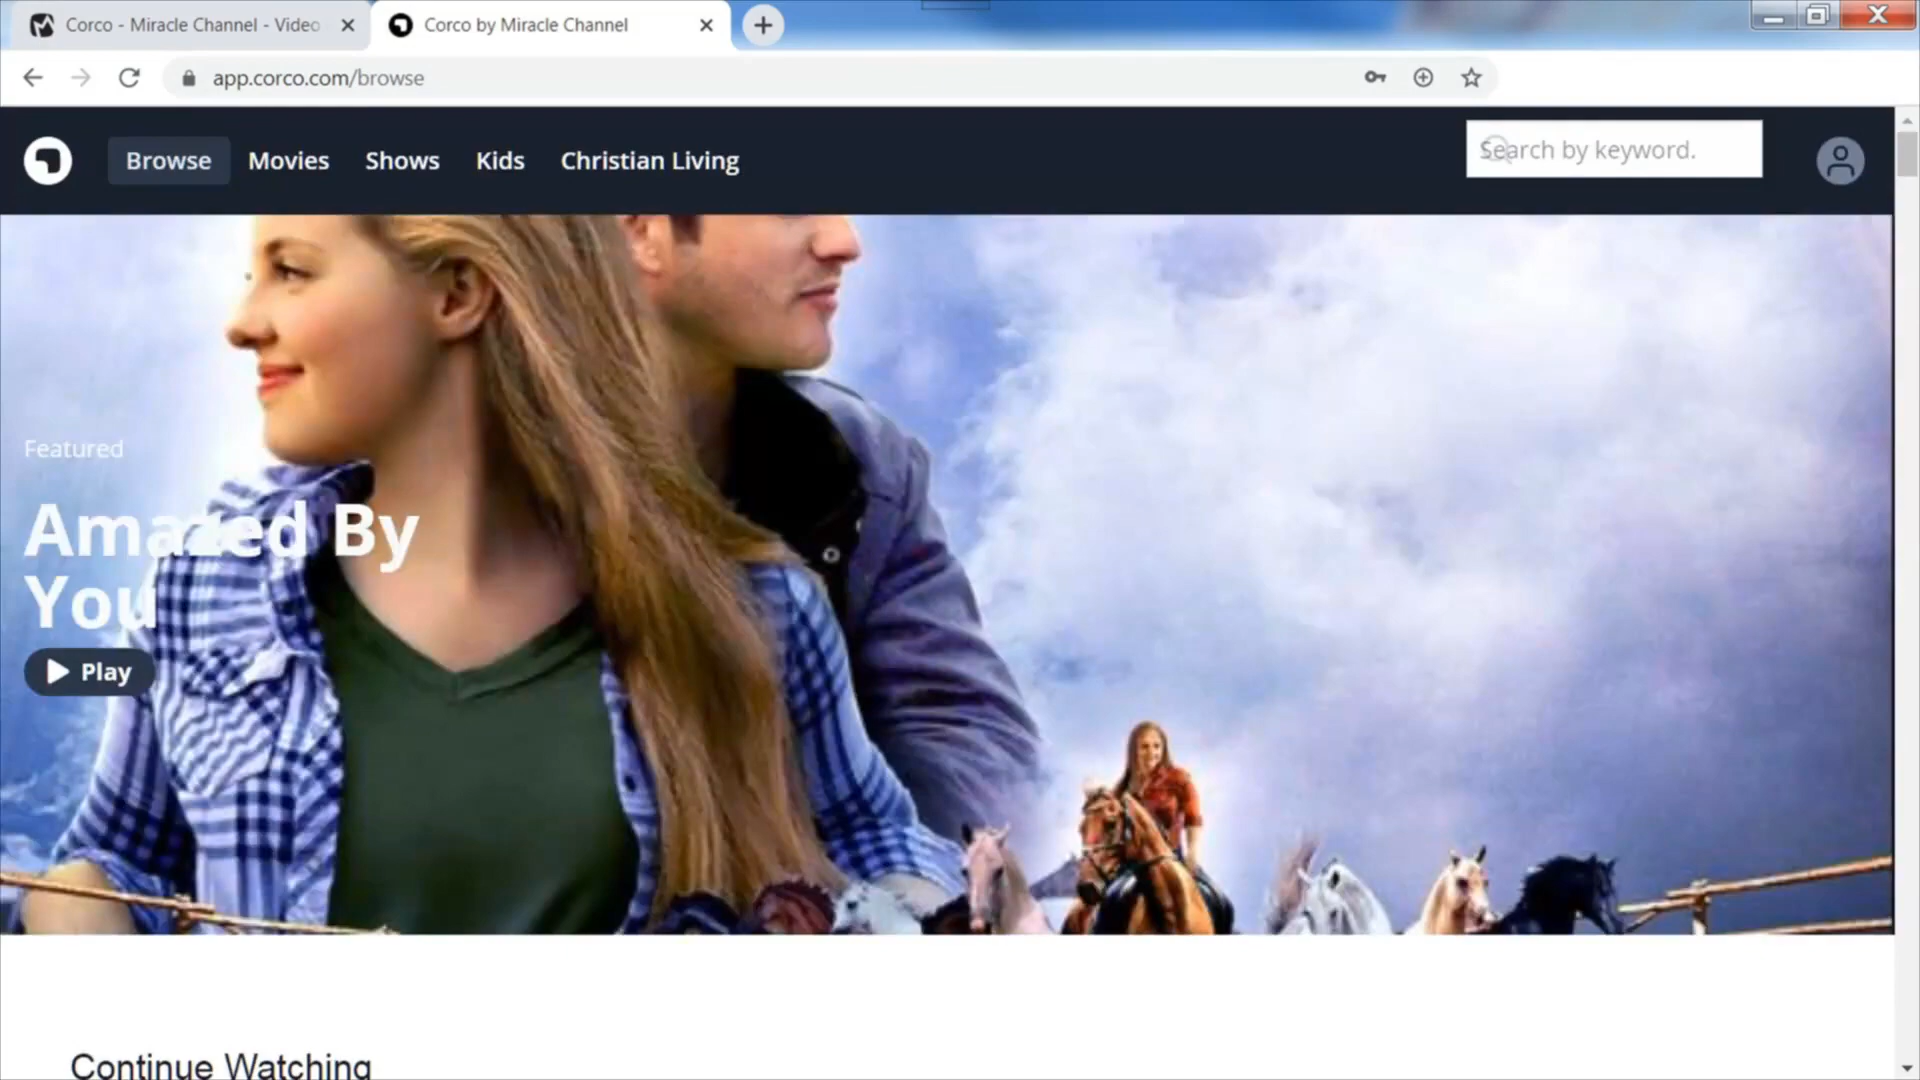 Corco - Miracle Channel - Video
Corco by Miracle Channel
app.corco.com/browse
Browse Movies Shows Kids Christian Living
Search by keyword.
Featured
Amazed By
You
Play
Continue Watching